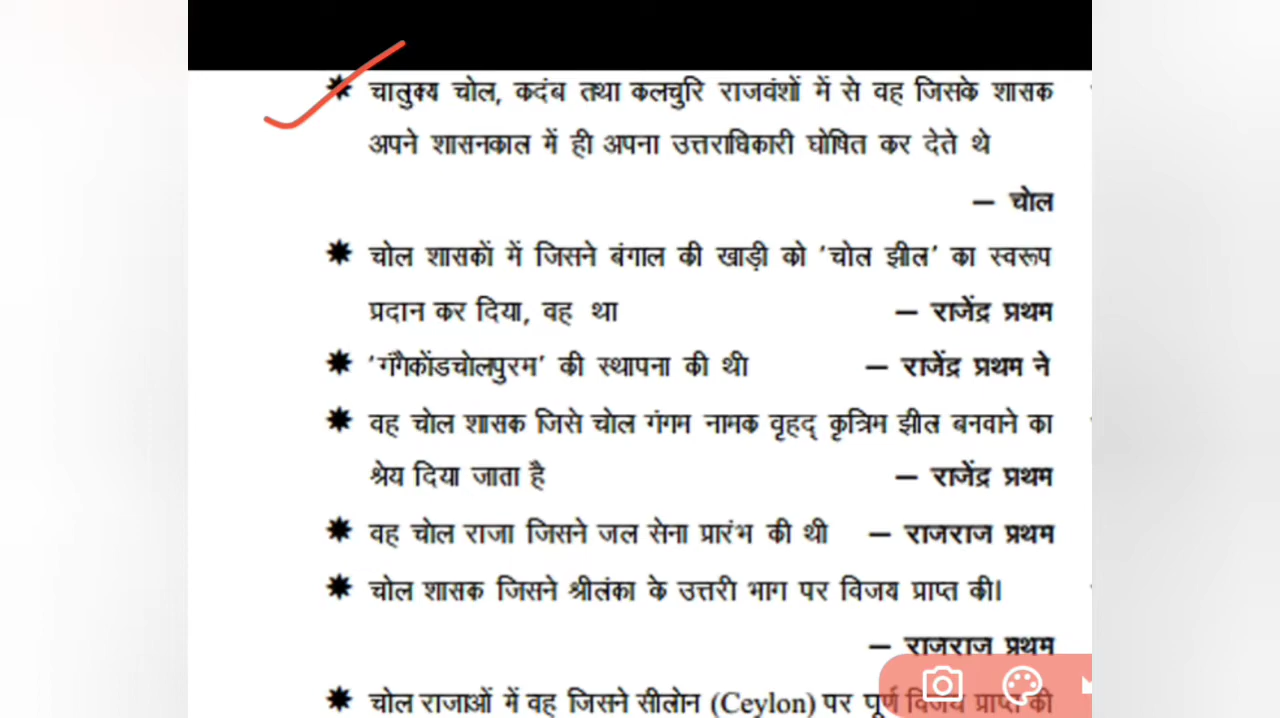 ✷ चालुक्य चोल, कदंब तथा कलचुरि राजवंशों में से वह जिसके शासक
अपने शासनकाल में ही अपना उत्तराधिकारी घोषित कर देते थे
– चोल
✷ चोल शासकों में जिसने बंगाल की खाड़ी को 'चोल झील' का स्वरूप
प्रदान कर दिया, वह था – राजेंद्र प्रथम
✷ 'गंगैकोंडचोलपुरम' की स्थापना की थी – राजेंद्र प्रथम ने
✷ वह चोल शासक जिसे चोल गंगम नामक वृहद् कृत्रिम झील बनवाने का
श्रेय दिया जाता है – राजेंद्र प्रथम
✷ वह चोल राजा जिसने जल सेना प्रारंभ की थी – राजराज प्रथम
✷ चोल शासक जिसने श्रीलंका के उत्तरी भाग पर विजय प्राप्त की।
– राजराज प्रथम
✷ चोल राजाओं में वह जिसने सीलोन (Ceylon) पर पूर्ण विजय प्राप्त की